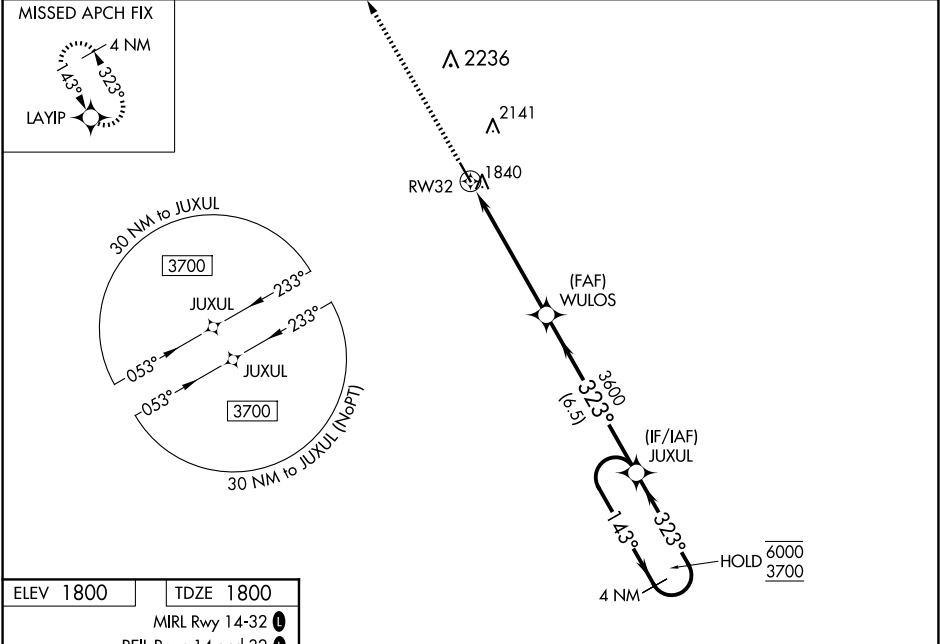 MISSED APCH FIX
4 NM
143°
323°
LAYIP
2236
2141
1840
RW32
30 NM to JUXUL
3700
233°
JUXUL
053°
233°
JUXUL
053°
3700
30 NM to JUXUL (NoPT)
(FAF)
WULOS
3600
323°
(6.5)
(IF/IAF)
JUXUL
143°
323°
HOLD 6000
3700
4 NM
ELEV 1800 TDZE 1800
MIRL Rwy 14-32 L